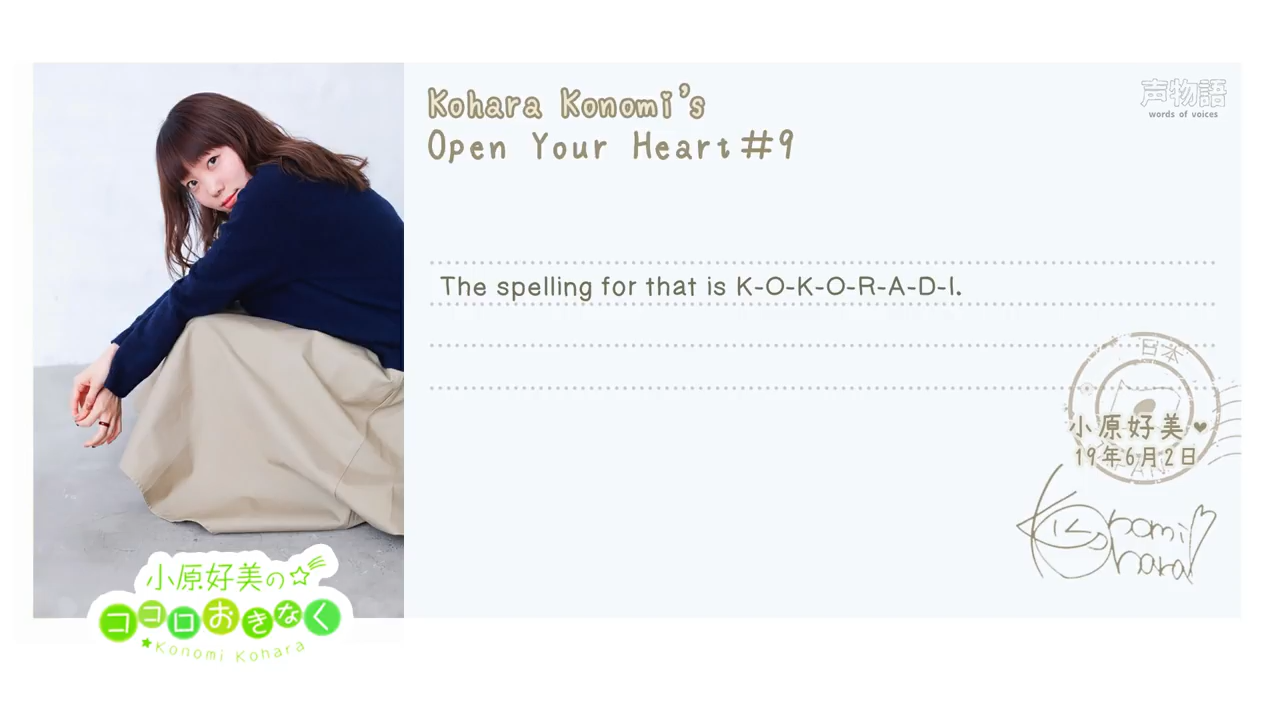 Kohara Konomi's
Open Your Heart #9
声物語
words of voices
The spelling for that is K-O-K-O-R-A-D-I.
日本
小原好美❤
19年6月2日
Konomi
Kohara
小原好美の☆
ココロおきなく
★Konomi Kohara